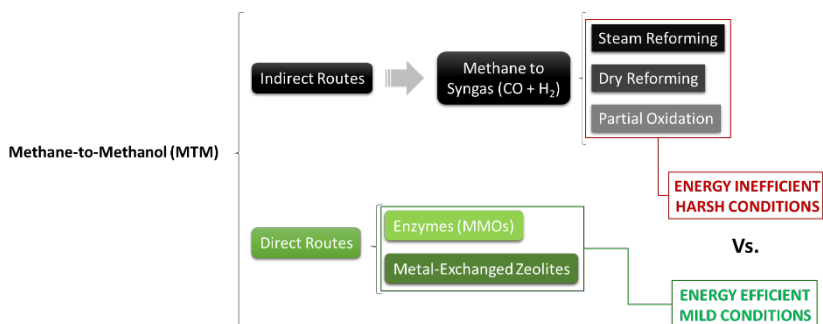 Methane-to-Methanol (MTM)
Indirect Routes
Methane to
Syngas (CO + H₂)
Steam Reforming
Dry Reforming
Partial Oxidation
ENERGY INEFFICIENT
HARSH CONDITIONS
Vs.
Direct Routes
Enzymes (MMOs)
Metal-Exchanged Zeolites
ENERGY EFFICIENT
MILD CONDITIONS